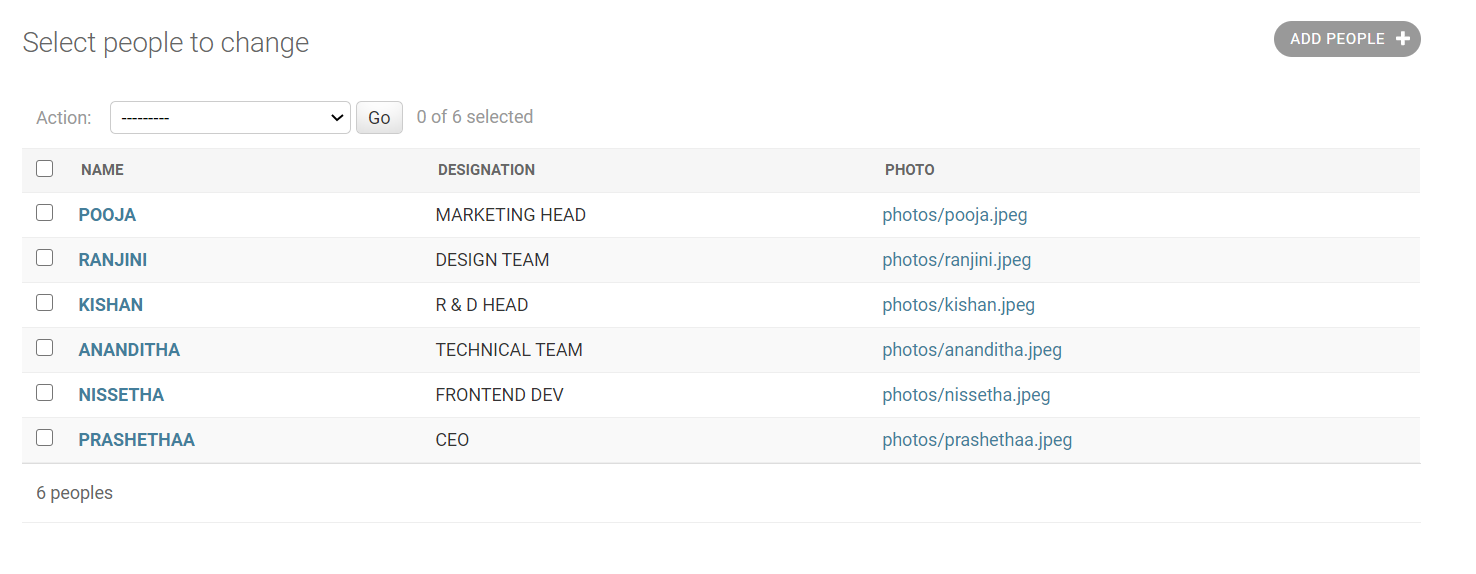 Select people to change
ADD PEOPLE +
Action: --------- Go 0 of 6 selected
NAME DESIGNATION PHOTO
POOJA MARKETING HEAD photos/pooja.jpeg
RANJINI DESIGN TEAM photos/ranjini.jpeg
KISHAN R & D HEAD photos/kishan.jpeg
ANANDITHA TECHNICAL TEAM photos/ananditha.jpeg
NISSETHA FRONTEND DEV photos/nissetha.jpeg
PRASHETHAA CEO photos/prashethaa.jpeg
6 peoples